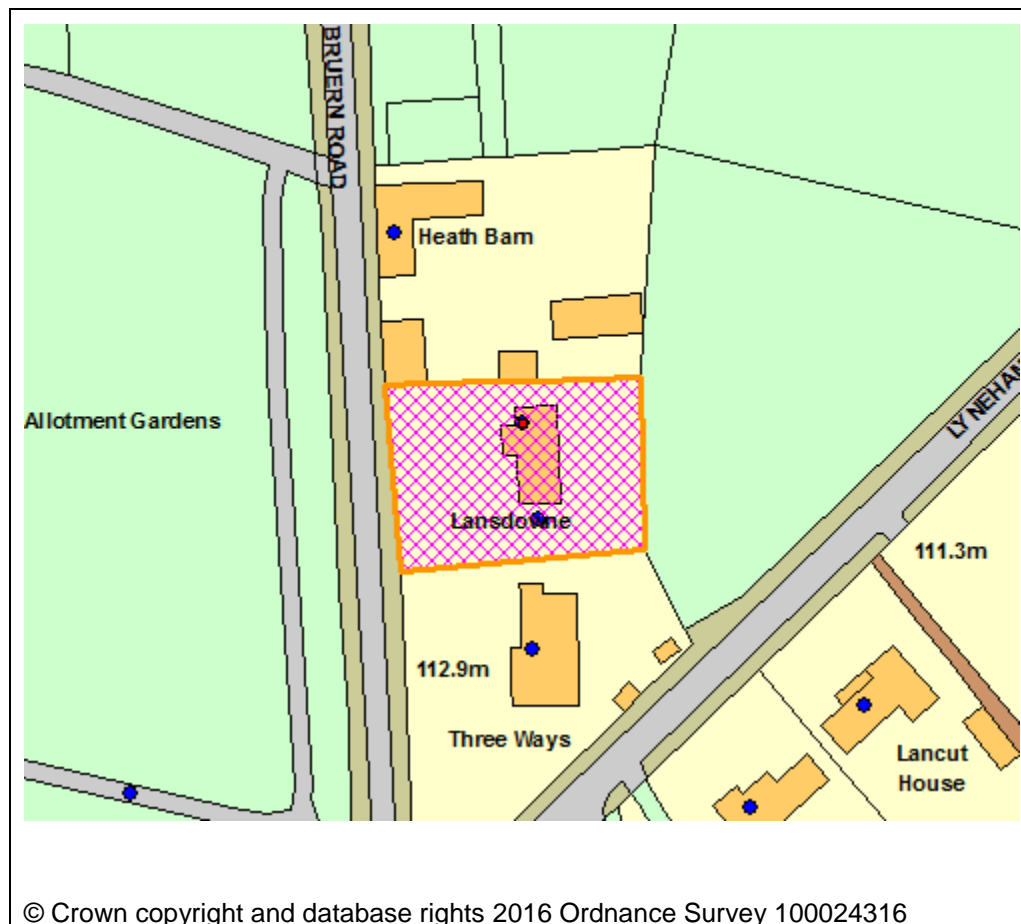 BRUERN ROAD
Heath Barn
Allotment Gardens
LYNEHAM
Lansdowne
111.3m
112.9m
Three Ways
Lancut
House
© Crown copyright and database rights 2016 Ordnance Survey 100024316